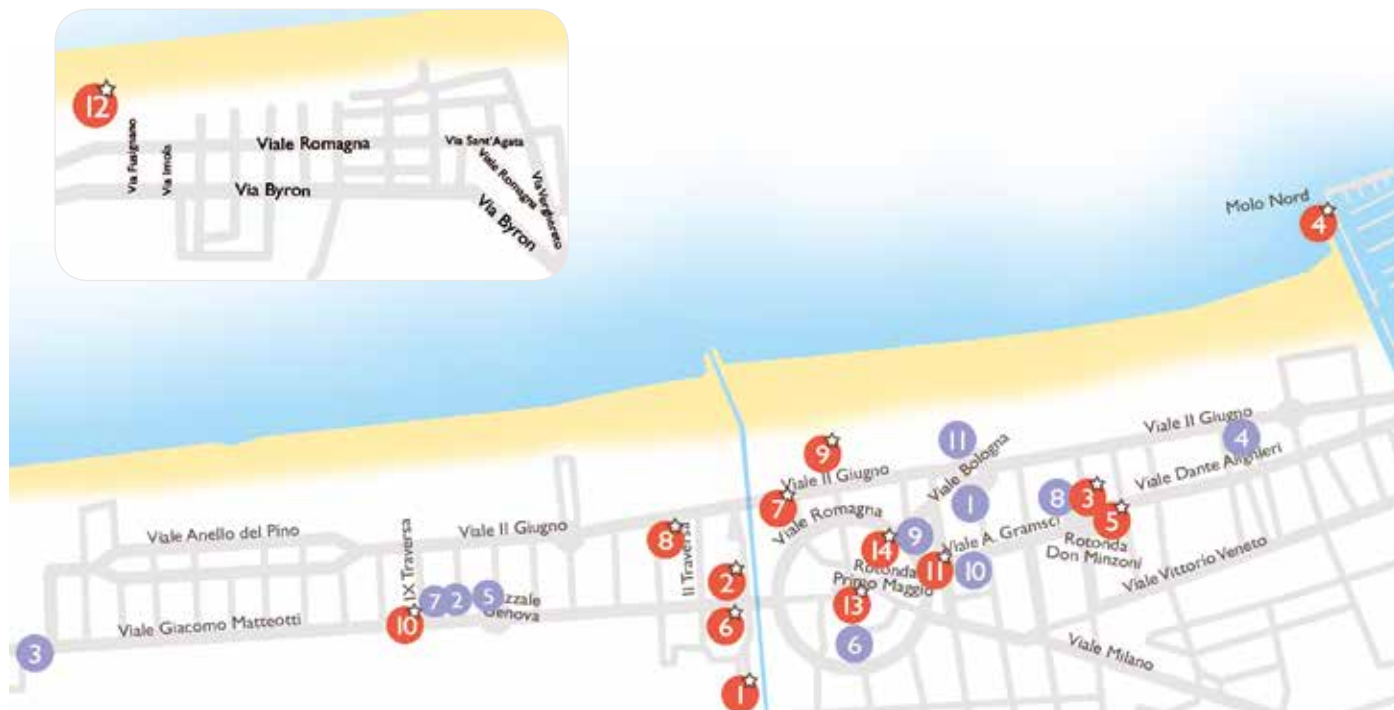 12
Via Fusignano
Via Imola
Viale Romagna
Via Byron
Via Sant'Agata
Viale Romagna
Via Verghereto
Via Byron
Molo Nord
4
9
Viale II Giugno
7
Viale Romagna
11
Viale Bologna
1
Viale II Giugno
4
Viale Dante Alighieri
8
3
5
Viale A. Gramsci
Rotonda
Don Minzoni
Viale Vittorio Veneto
9
14
Rotonda
Primo Maggio
11
10
13
6
Viale Milano
Viale Anello del Pino
Viale II Giugno
8
II Traversa
2
6
1
IX Traversa
7
2
5
10
Viale Giacomo Matteotti
3